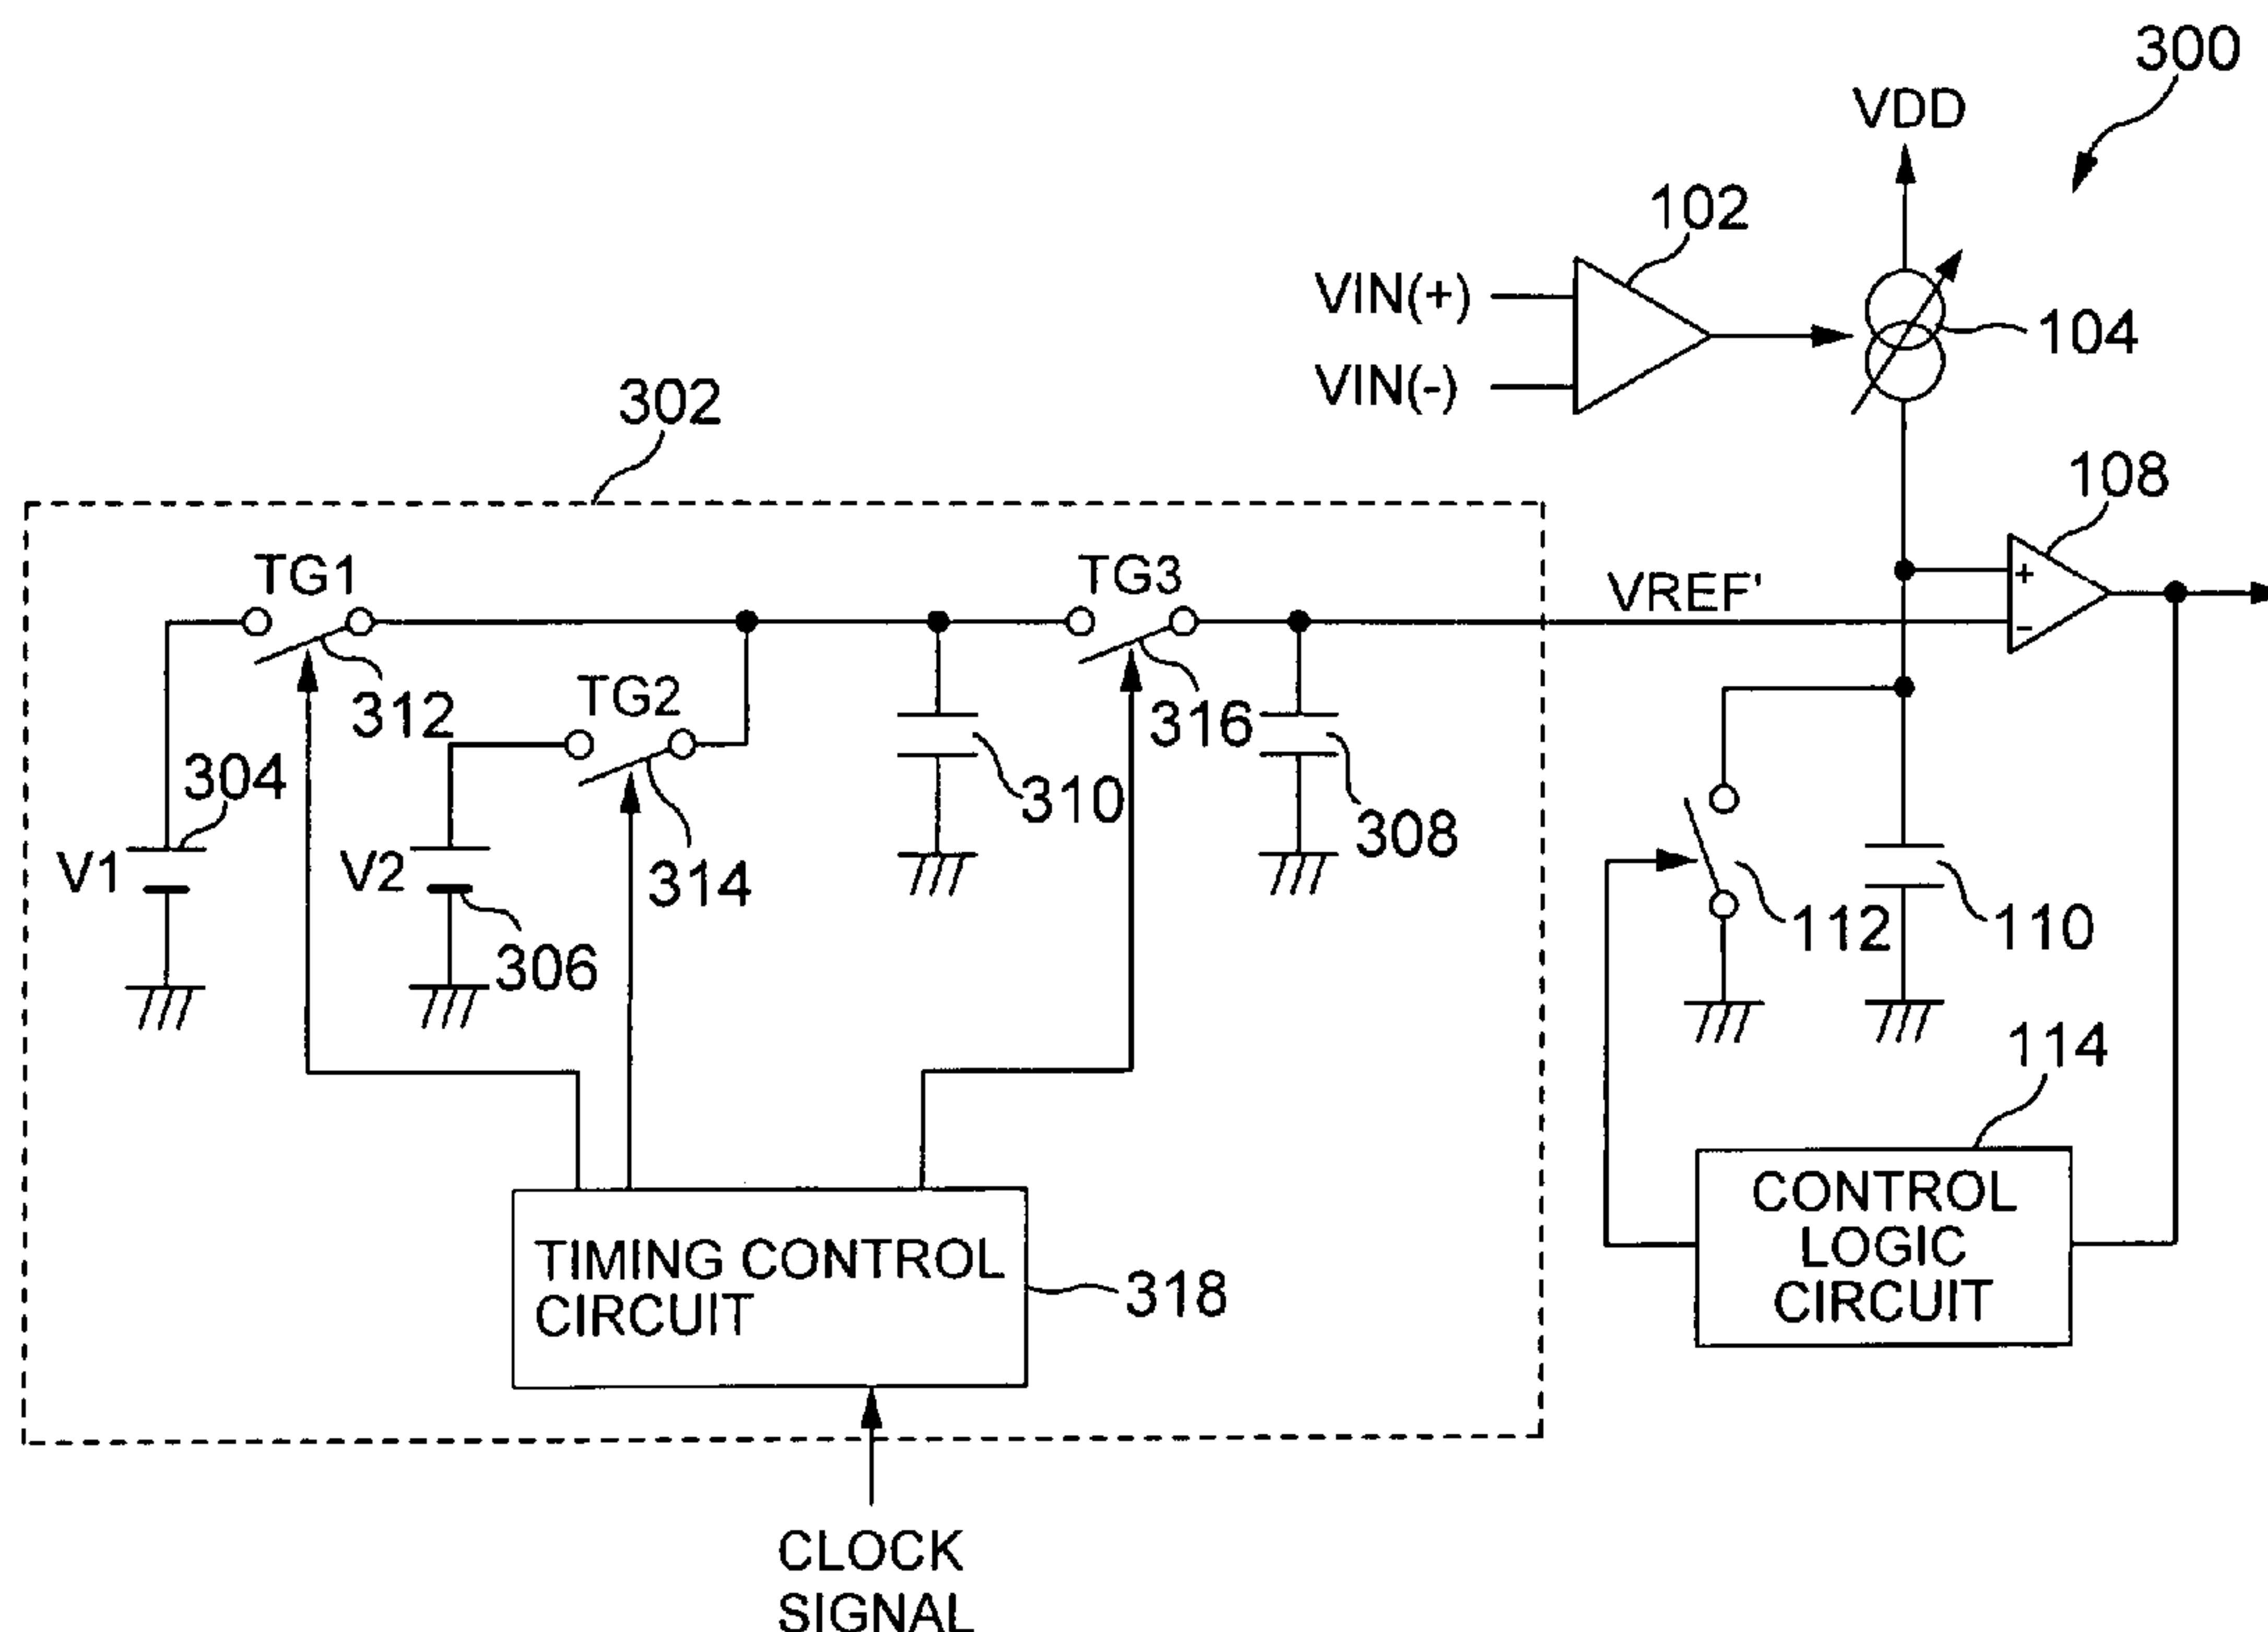 300
VDD
102
VIN(+)
104
VIN(-)
302
108
TG1
TG3
VREF'
+
-
312
TG2
316
304
310
V1
V2
314
308
306
112
110
114
CONTROL
LOGIC
CIRCUIT
TIMING CONTROL
CIRCUIT
318
CLOCK
SIGNAL